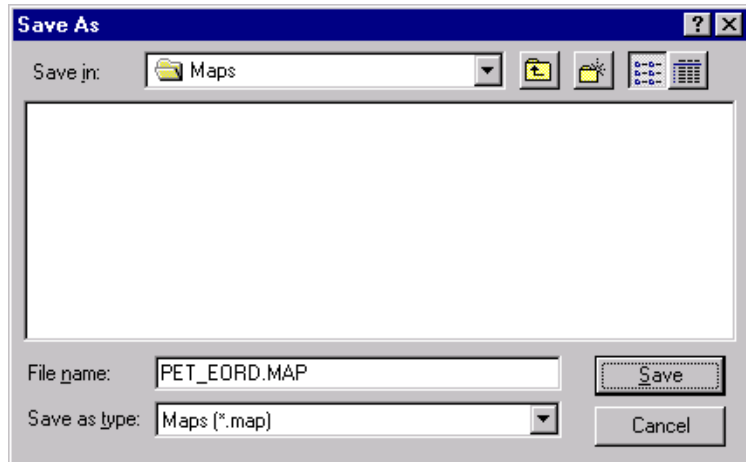 Save As
Save in: Maps
File name: PET_EORD.MAP Save
Save as type: Maps (*.map) Cancel